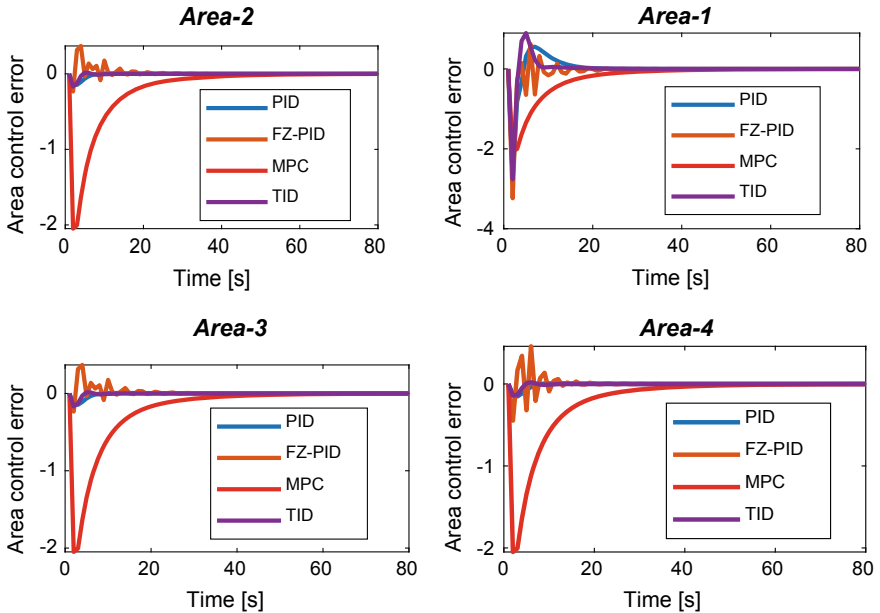 Area-2
Area control error
0
-1
-2
PID
FZ-PID
MPC
TID
0 20 40 60 80
Time [s]
Area-1
Area control error
0
-2
-4
PID
FZ-PID
MPC
TID
0 20 40 60 80
Time [s]
Area-3
Area control error
0
-1
-2
PID
FZ-PID
MPC
TID
0 20 40 60 80
Time [s]
Area-4
Area control error
0
-1
-2
PID
FZ-PID
MPC
TID
0 20 40 60 80
Time [s]